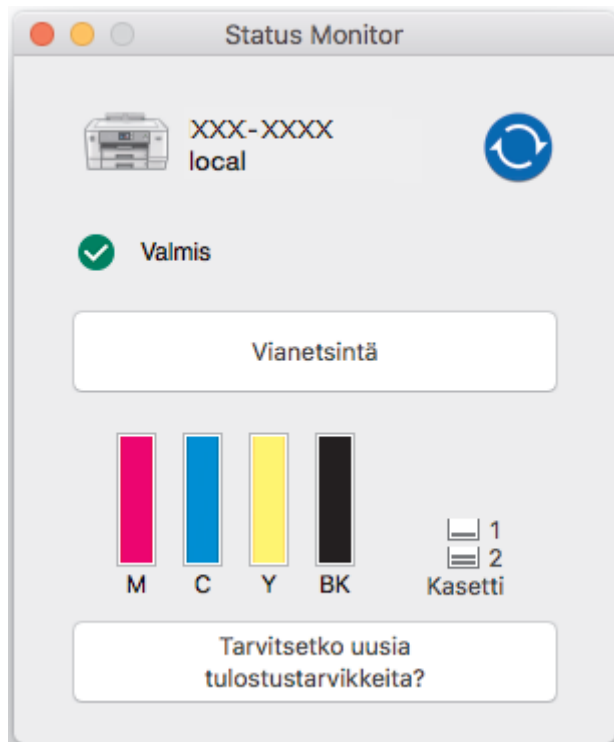 Status Monitor
XXX-XXXX
local
Valmis
Vianetsintä
M C Y BK
1
2
Kasetti
Tarvitsetko uusia
tulostustarvikkeita?